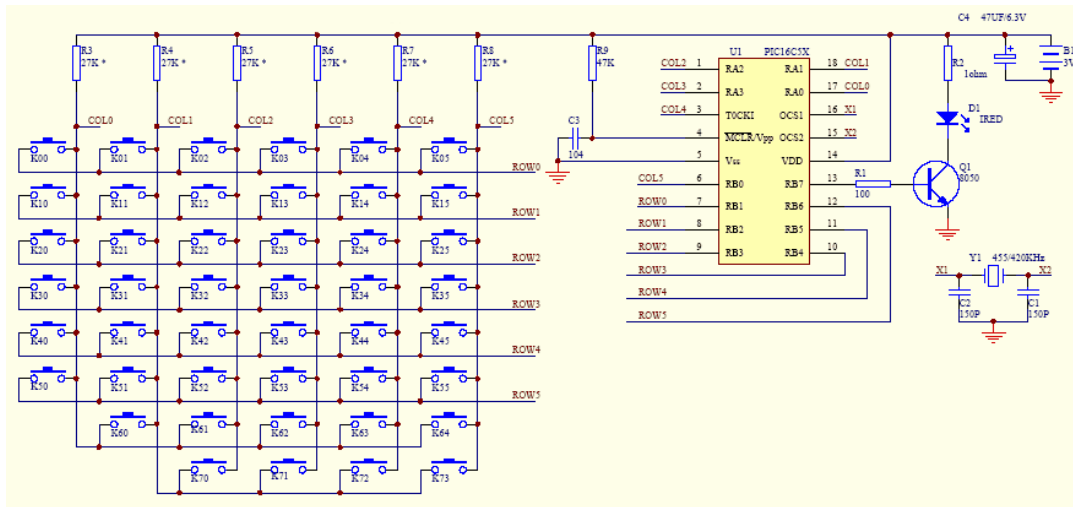 C4 47UF/6.3V
R3 R4 R5 R6 R7 R8 R9 U1 PIC16C5X B1
27K * 27K * 27K * 27K * 27K * 27K * 47K R2 3V
1ohm
COL2 1 RA2 RA1 18 COL1
COL3 2 RA3 RA0 17 COL0
COL4 3 T0CKI OCS1 16 X1
4 MCLR/Vpp OCS2 15 X2
5 Vss VDD 14
COL5 6 RB0 RB7 13
ROW0 7 RB1 RB6 12
ROW1 8 RB2 RB5 11
ROW2 9 RB3 RB4 10
ROW3
ROW4
ROW5
C3
104
D1
IRED
R1
100
Q1
8050
Y1 455/420KHz
X1 X2
C2 C1
150P 150P
COL0 COL1 COL2 COL3 COL4 COL5
K00 K01 K02 K03 K04 K05
ROW0
K10 K11 K12 K13 K14 K15
ROW1
K20 K21 K22 K23 K24 K25
ROW2
K30 K31 K32 K33 K34 K35
ROW3
K40 K41 K42 K43 K44 K45
ROW4
K50 K51 K52 K53 K54 K55
ROW5
K60 K61 K62 K63 K64
K70 K71 K72 K73